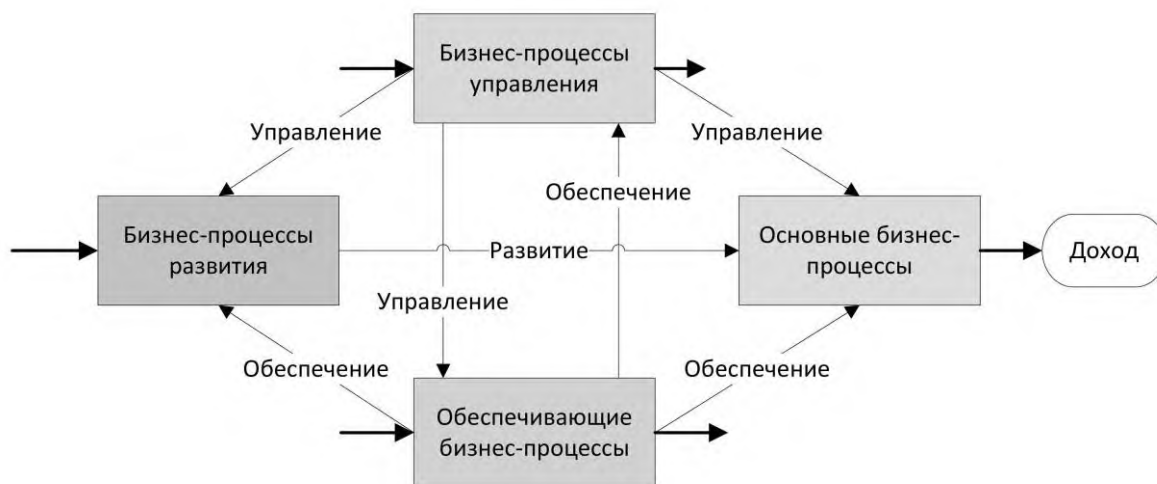 Бизнес-процессы
управления
Управление
Управление
Обеспечение
Бизнес-процессы
развития
Развитие
Основные бизнес-
процессы
Доход
Управление
Обеспечение
Обеспечение
Обеспечивающие
бизнес-процессы